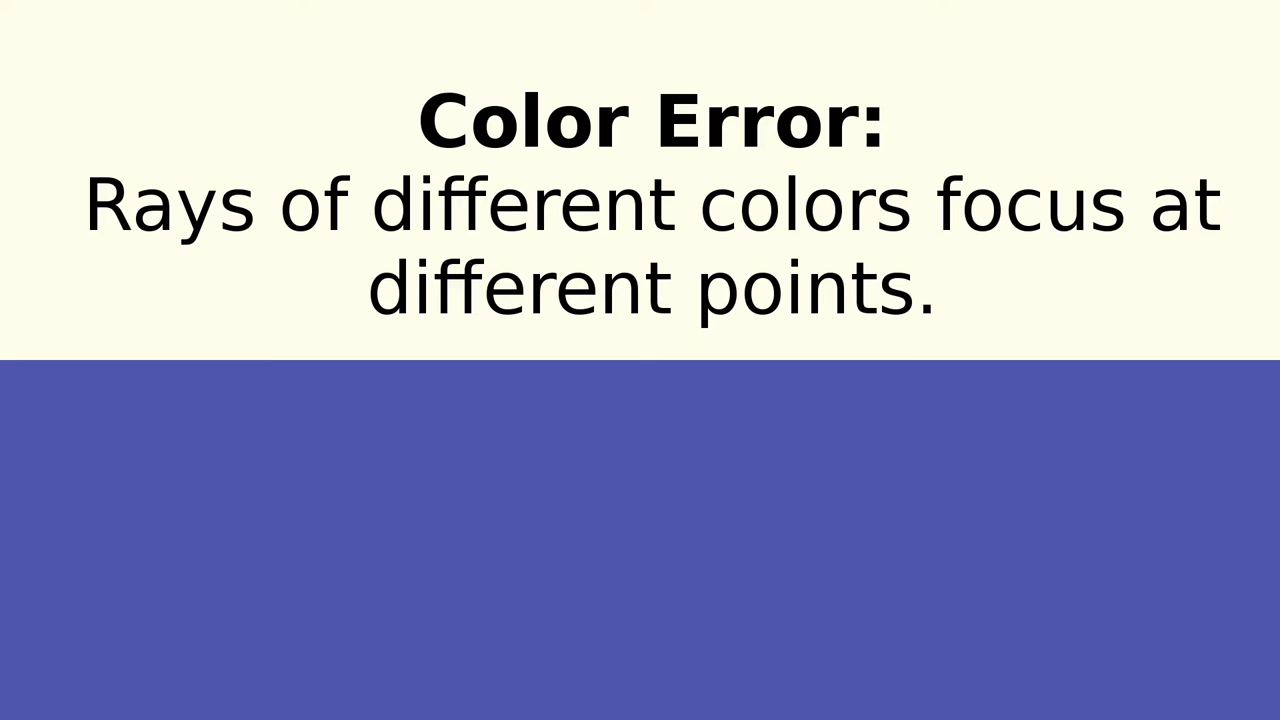 Color Error:
Rays of different colors focus at
different points.